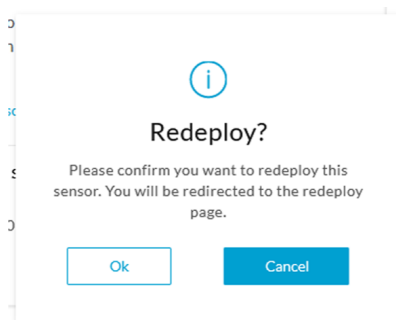 Redeploy?
Please confirm you want to redeploy this
sensor. You will be redirected to the redeploy
page.
Ok
Cancel